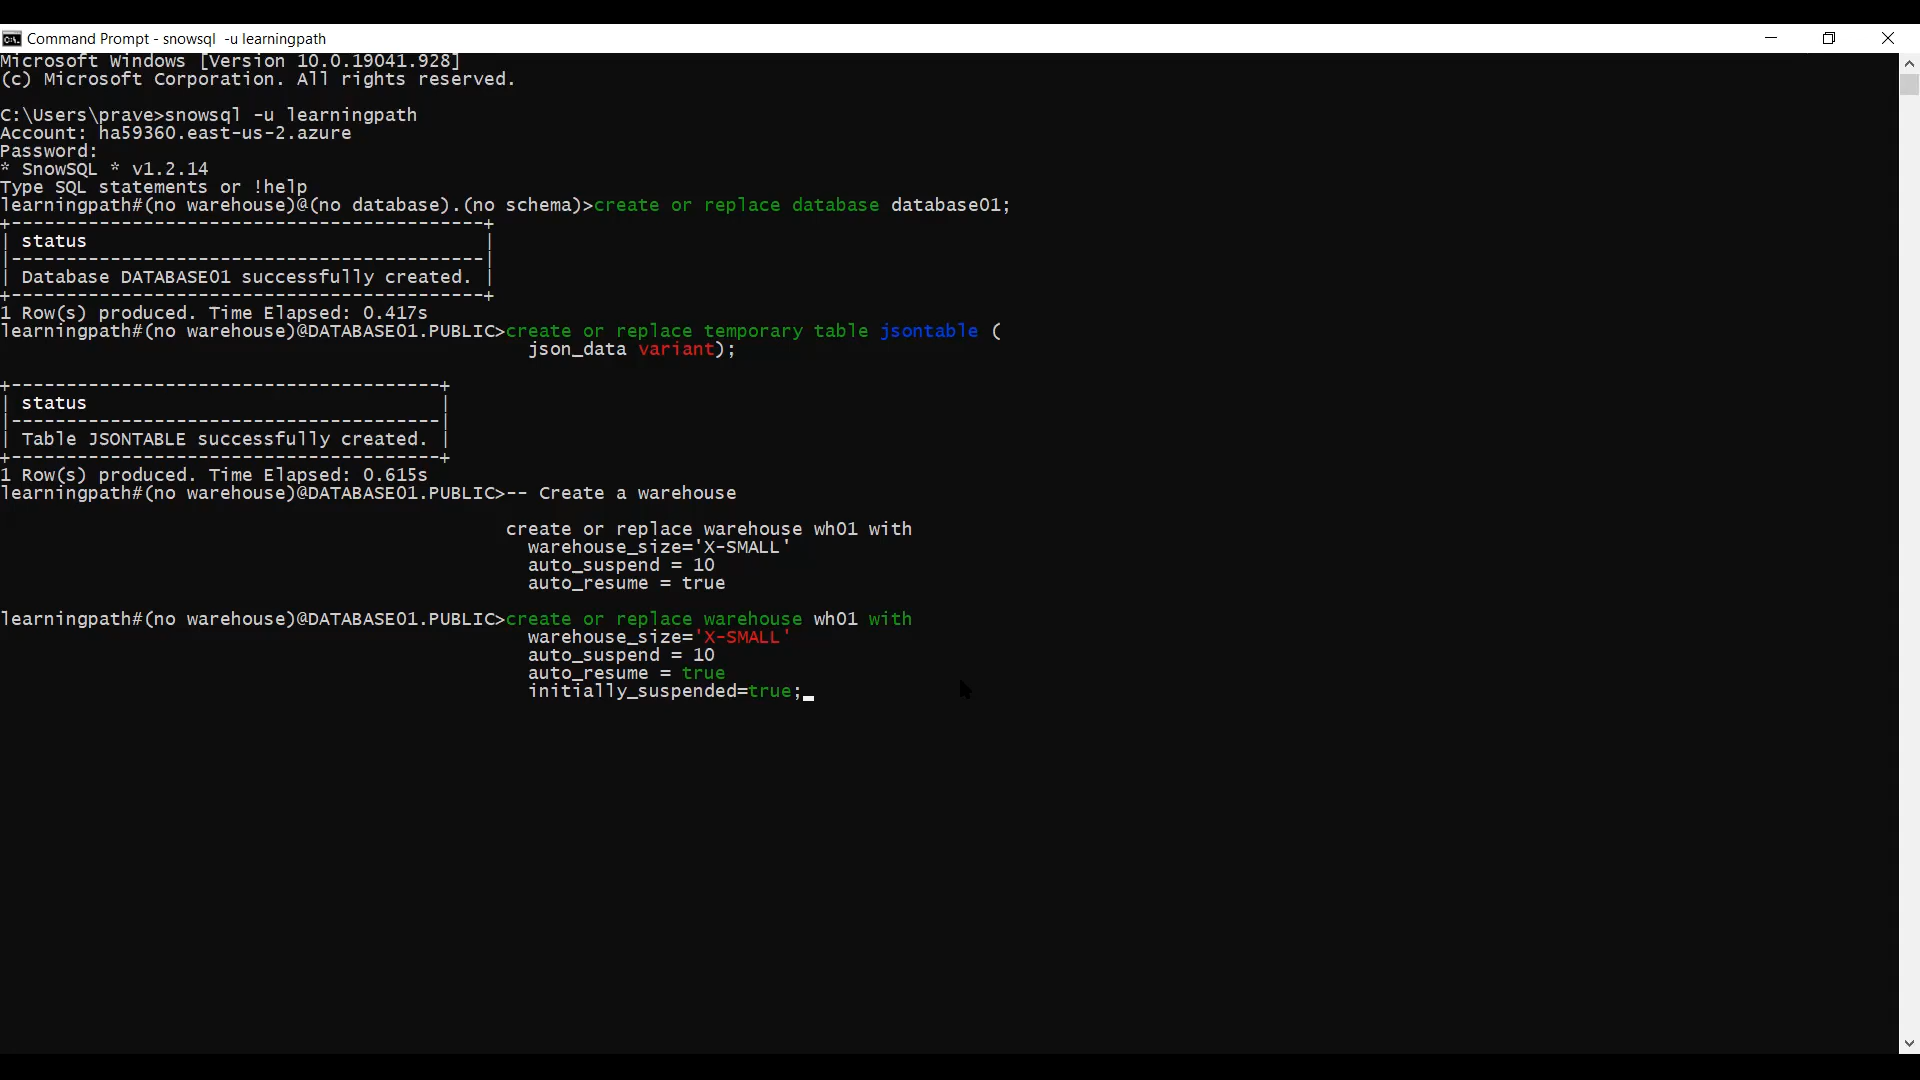 Command Prompt - snowsql  -u learningpath
Microsoft Windows [Version 10.0.19041.928]
(c) Microsoft Corporation. All rights reserved.
C:\Users\prave>snowsql -u learningpath
Account: ha59360.east-us-2.azure
Password:
* SnowSQL * v1.2.14
Type SQL statements or !help
learningpath#(no warehouse)@(no database).(no schema)>create or replace database database01;
+-------------------------------------------+
| status                                    |
|-------------------------------------------|
| Database DATABASE01 successfully created. |
+-------------------------------------------+
1 Row(s) produced. Time Elapsed: 0.417s
learningpath#(no warehouse)@DATABASE01.PUBLIC>create or replace temporary table jsontable (
json_data variant);
+---------------------------------------+
| status                                |
|---------------------------------------|
| Table JSONTABLE successfully created. |
+---------------------------------------+
1 Row(s) produced. Time Elapsed: 0.615s
learningpath#(no warehouse)@DATABASE01.PUBLIC>-- Create a warehouse
create or replace warehouse wh01 with
warehouse_size='X-SMALL'
auto_suspend = 10
auto_resume = true
learningpath#(no warehouse)@DATABASE01.PUBLIC>create or replace warehouse wh01 with
warehouse_size='X-SMALL'
auto_suspend = 10
auto_resume = true
initially_suspended=true;